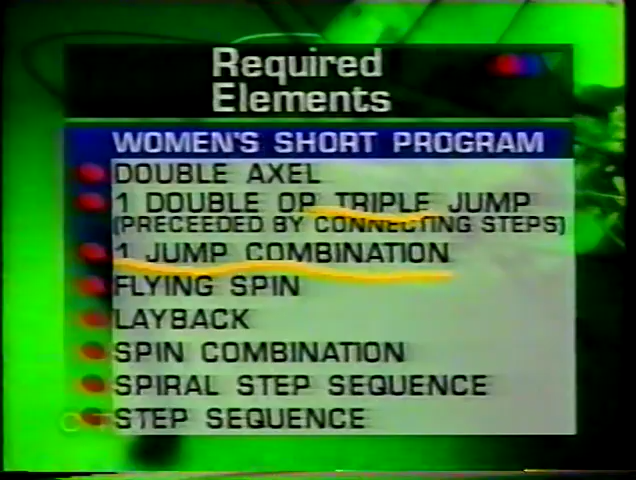 Required
Elements
WOMEN'S SHORT PROGRAM
DOUBLE AXEL
1 DOUBLE OR TRIPLE JUMP
(PRECEEDED BY CONNECTING STEPS)
1 JUMP COMBINATION
FLYING SPIN
LAYBACK
SPIN COMBINATION
SPIRAL STEP SEQUENCE
STEP SEQUENCE